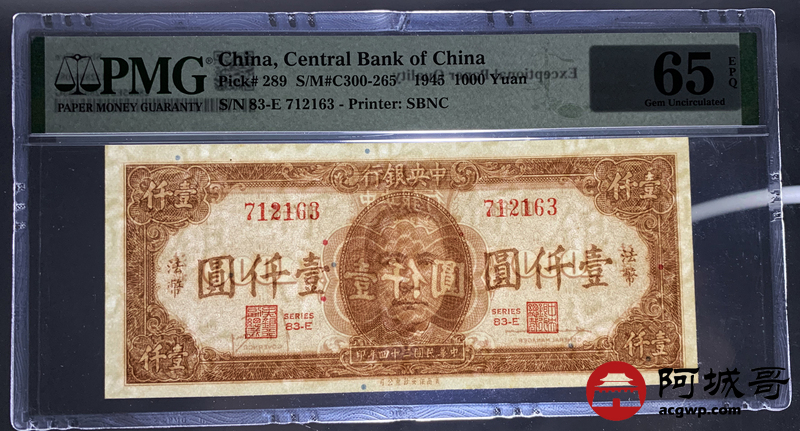 PMG
PAPER MONEY GUARANTY
China, Central Bank of China
Pick# 289 S/M#C300-265 1945 1000 Yuan
S/N 83-E 712163 - Printer: SBNC
65 EPQ
Gem Uncirculated
行銀央中
仟壹
仟壹
712163
712163
法幣
圓仟壹
圓仟壹
圓仟壹
法幣
SERIES
83-E
SERIES
83-E
仟壹
仟壹
印年四十三國民華中
阿城哥
acgwp.com